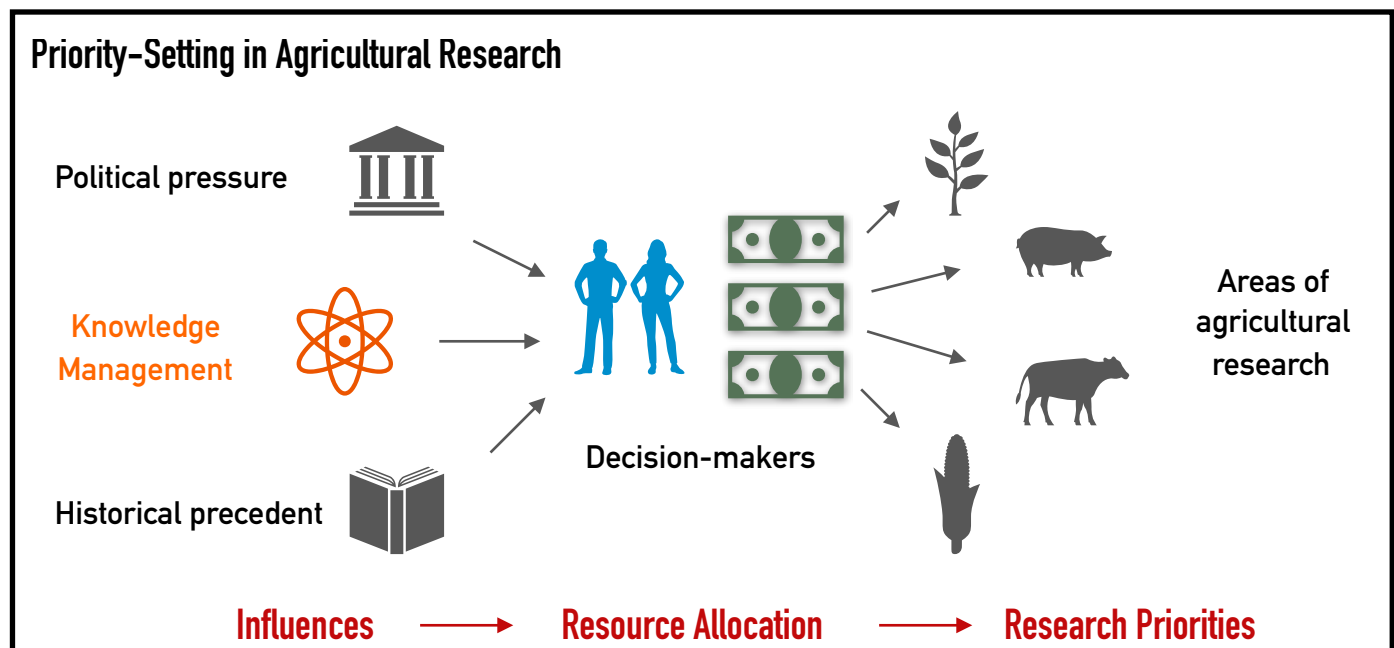 Priority-Setting in Agricultural Research
Political pressure
Knowledge
Management
Historical precedent
Decision-makers
Areas of
agricultural
research
Influences
Resource Allocation
Research Priorities